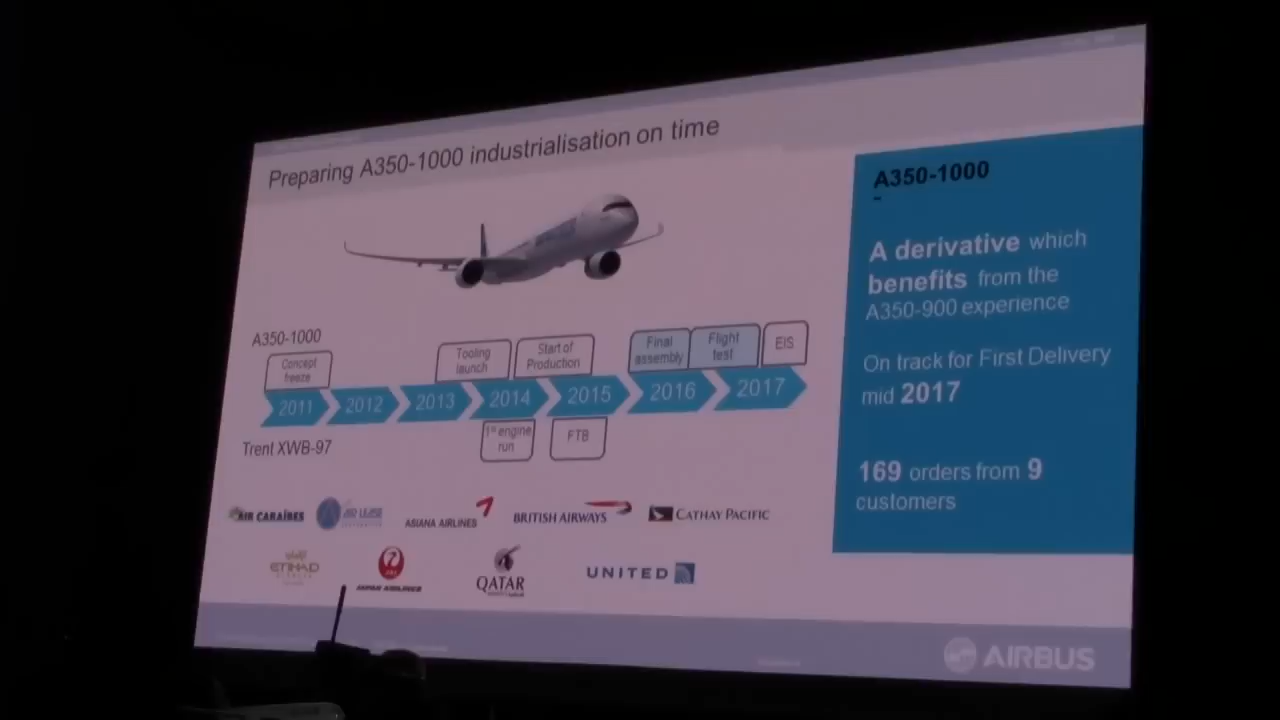 Preparing A350-1000 industrialisation on time
A350-1000
Concept
freeze
Tooling
launch
Start of
Production
Final
assembly
Flight
test
EIS
2011
2012
2013
2014
2015
2016
2017
1st engine
run
FTB
Trent XWB-97
AIR CARAÏBES
AIR LEASE
ASIANA AIRLINES
BRITISH AIRWAYS
CATHAY PACIFIC
ETIHAD
JAPAN AIRLINES
QATAR
UNITED
A350-1000
-
A derivative which
benefits from the
A350-900 experience
On track for First Delivery
mid 2017
169 orders from 9
customers
AIRBUS